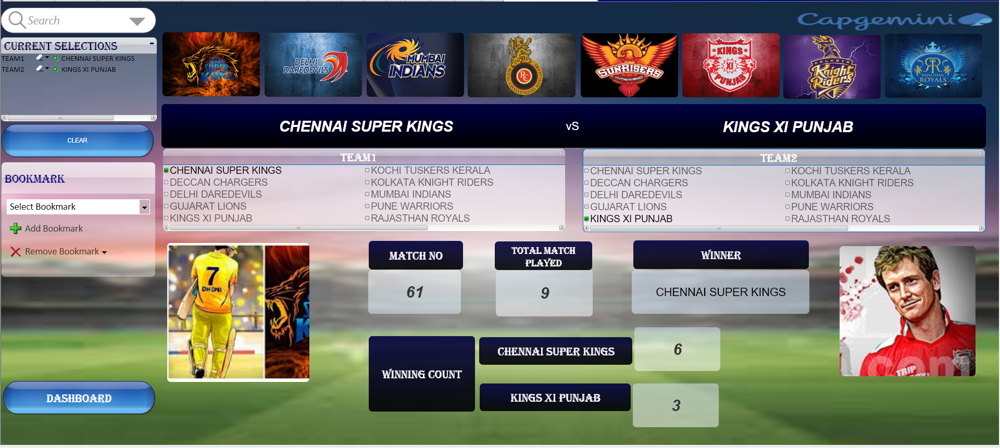 Search
Capgemini
CURRENT SELECTIONS
TEAM1 CHENNAI SUPER KINGS
TEAM2 KINGS XI PUNJAB
CLEAR
BOOKMARK
Select Bookmark
Add Bookmark
Remove Bookmark
DASHBOARD
CHENNAI SUPER KINGS
DELHI DAREDEVILS
MUMBAI INDIANS
ROYAL CHALLENGERS BANGALORE
RC
SUNRISERS
HYDERABAD
KINGS XI PUNJAB
KOLKATA Knight Riders
RR
RAJASTHAN ROYALS
CHENNAI SUPER KINGS vS KINGS XI PUNJAB
TEAM1
CHENNAI SUPER KINGS KOCHI TUSKERS KERALA
DECCAN CHARGERS KOLKATA KNIGHT RIDERS
DELHI DAREDEVILS MUMBAI INDIANS
GUJARAT LIONS PUNE WARRIORS
KINGS XI PUNJAB RAJASTHAN ROYALS
TEAM2
CHENNAI SUPER KINGS KOCHI TUSKERS KERALA
DECCAN CHARGERS KOLKATA KNIGHT RIDERS
DELHI DAREDEVILS MUMBAI INDIANS
GUJARAT LIONS PUNE WARRIORS
KINGS XI PUNJAB RAJASTHAN ROYALS
7
DHONI
MATCH NO
61
TOTAL MATCH
PLAYED
9
WINNER
CHENNAI SUPER KINGS
WINNING COUNT
CHENNAI SUPER KINGS
6
KINGS XI PUNJAB
3
TRIP
com